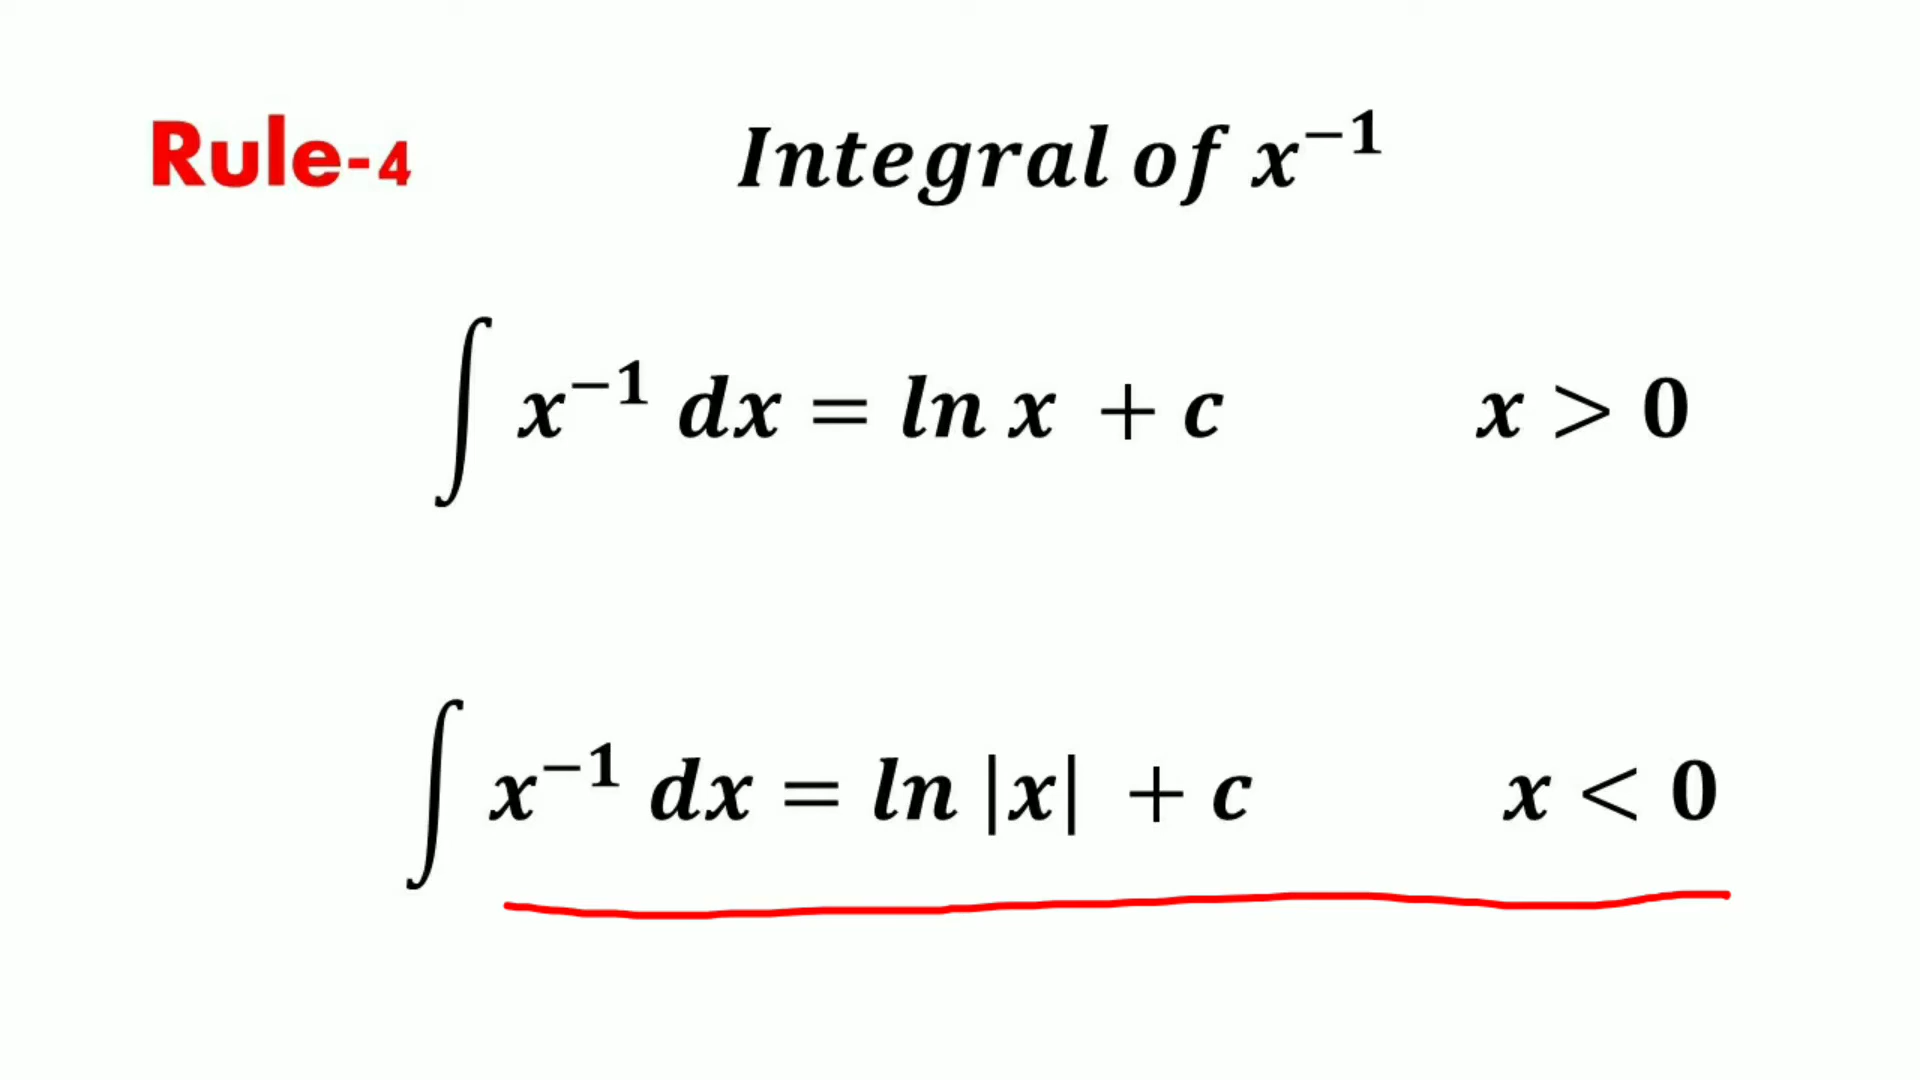 Rule-4
Integral of x⁻¹
∫ x⁻¹ dx = ln x + c x > 0
∫ x⁻¹ dx = ln |x| + c x < 0